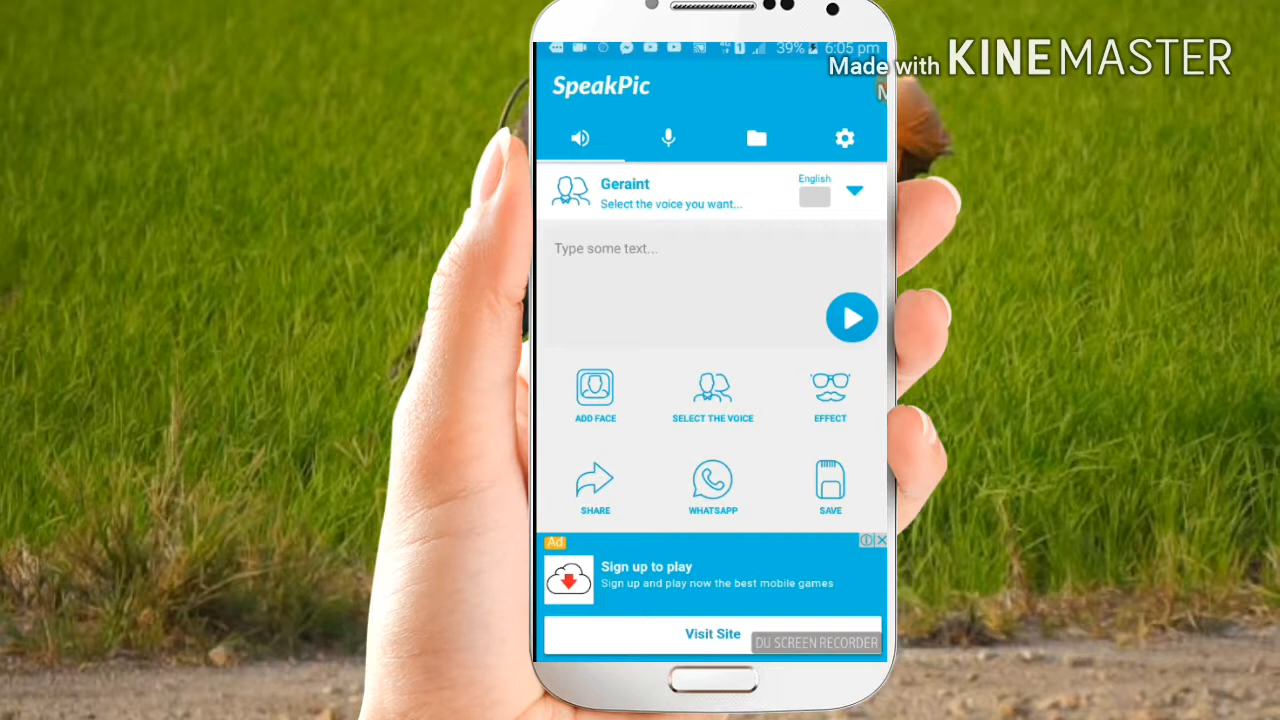 39% 6:05 pm
Made with KINEMASTER
SpeakPic
Geraint
English
Select the voice you want...
Type some text...
ADD FACE
SELECT THE VOICE
EFFECT
SHARE
WHATSAPP
SAVE
Ad
Sign up to play
Sign up and play now the best mobile games
Visit Site
DU SCREEN RECORDER